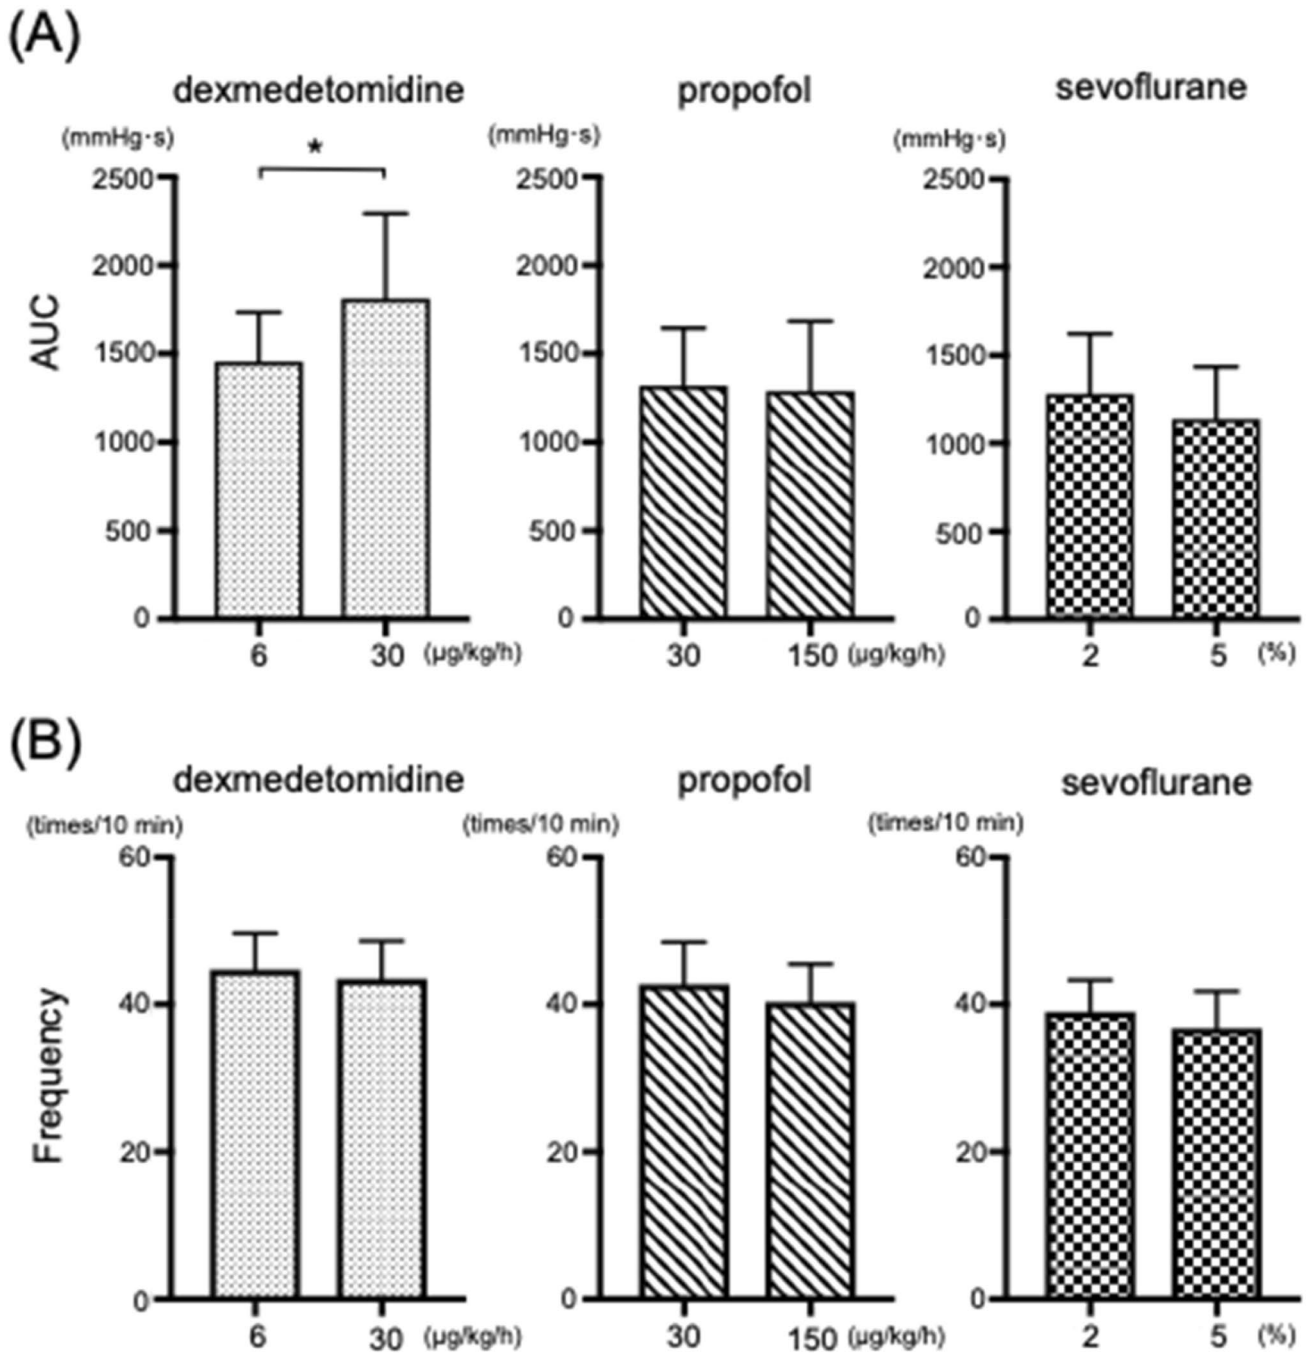 (A)
dexmedetomidine propofol sevoflurane
(mmHg·s) (mmHg·s) (mmHg·s)
*
2500 2500 2500
2000 2000 2000
AUC
1500 1500 1500
1000 1000 1000
500 500 500
0 0 0
6 30 (μg/kg/h) 30 150 (μg/kg/h) 2 5 (%)
(B)
dexmedetomidine propofol sevoflurane
(times/10 min) (times/10 min) (times/10 min)
60 60 60
40 40 40
Frequency
20 20 20
0 0 0
6 30 (μg/kg/h) 30 150 (μg/kg/h) 2 5 (%)